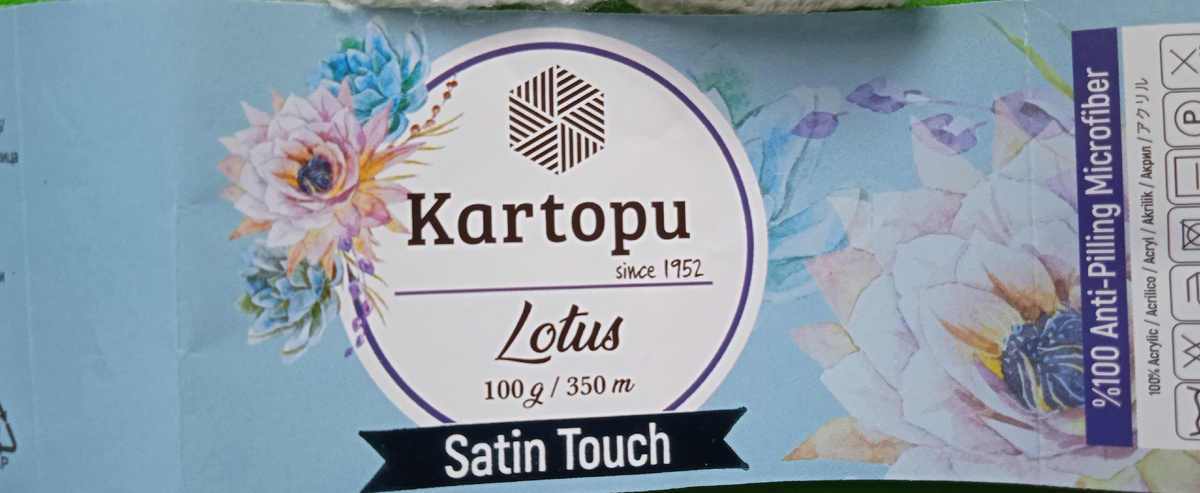 Kartopu
since 1952
Lotus
100 g / 350 m
Satin Touch
%100 Anti-Pilling Microfiber
100% Acrylic / Acrílico / Acryl / Akrilik / Акрил / アクリル
P